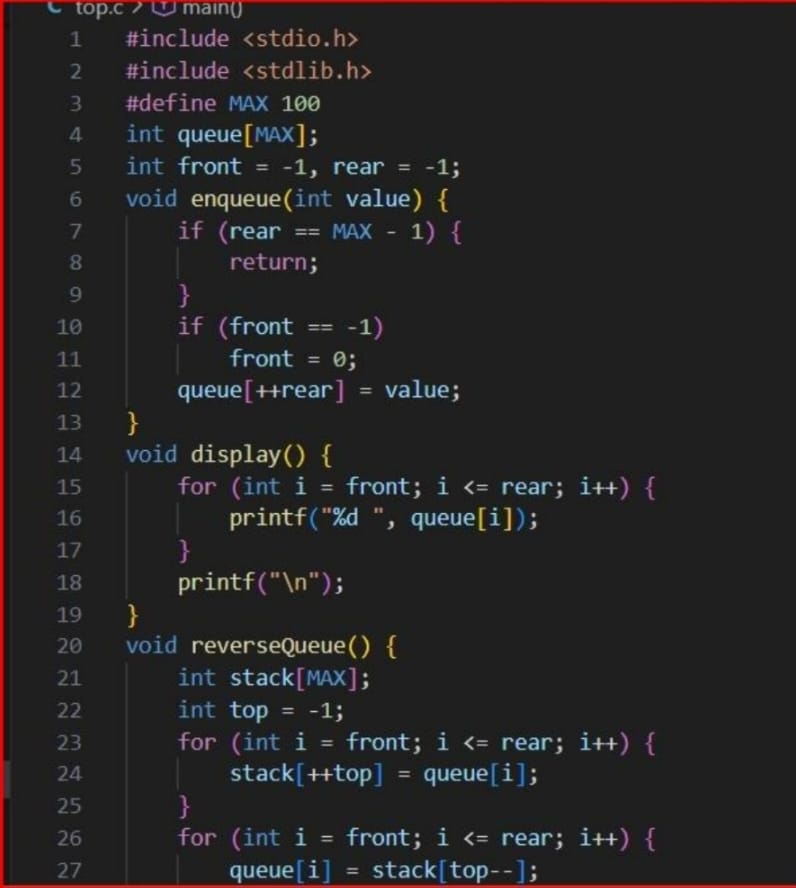 top.c > main()
1 #include <stdio.h>
2 #include <stdlib.h>
3 #define MAX 100
4 int queue[MAX];
5 int front = -1, rear = -1;
6 void enqueue(int value) {
7 if (rear == MAX - 1) {
8 return;
9 }
10 if (front == -1)
11 front = 0;
12 queue[++rear] = value;
13 }
14 void display() {
15 for (int i = front; i <= rear; i++) {
16 printf("%d ", queue[i]);
17 }
18 printf("\n");
19 }
20 void reverseQueue() {
21 int stack[MAX];
22 int top = -1;
23 for (int i = front; i <= rear; i++) {
24 stack[++top] = queue[i];
25 }
26 for (int i = front; i <= rear; i++) {
27 queue[i] = stack[top--];